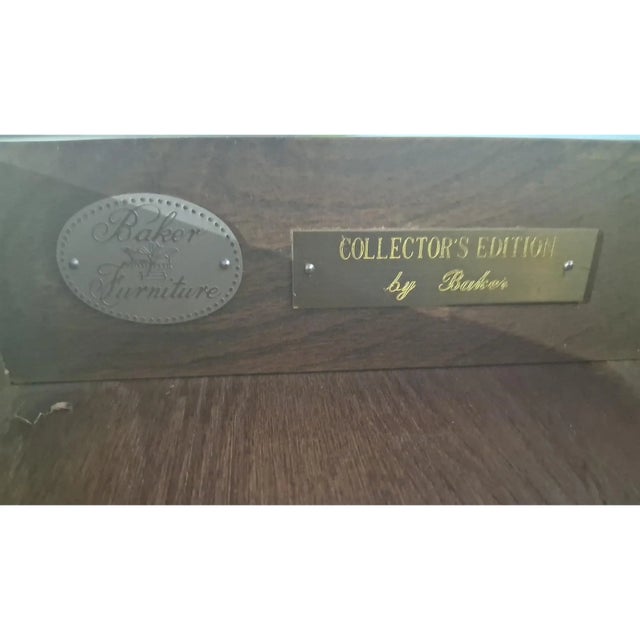 Baker
Furniture
COLLECTOR'S EDITION
by Baker